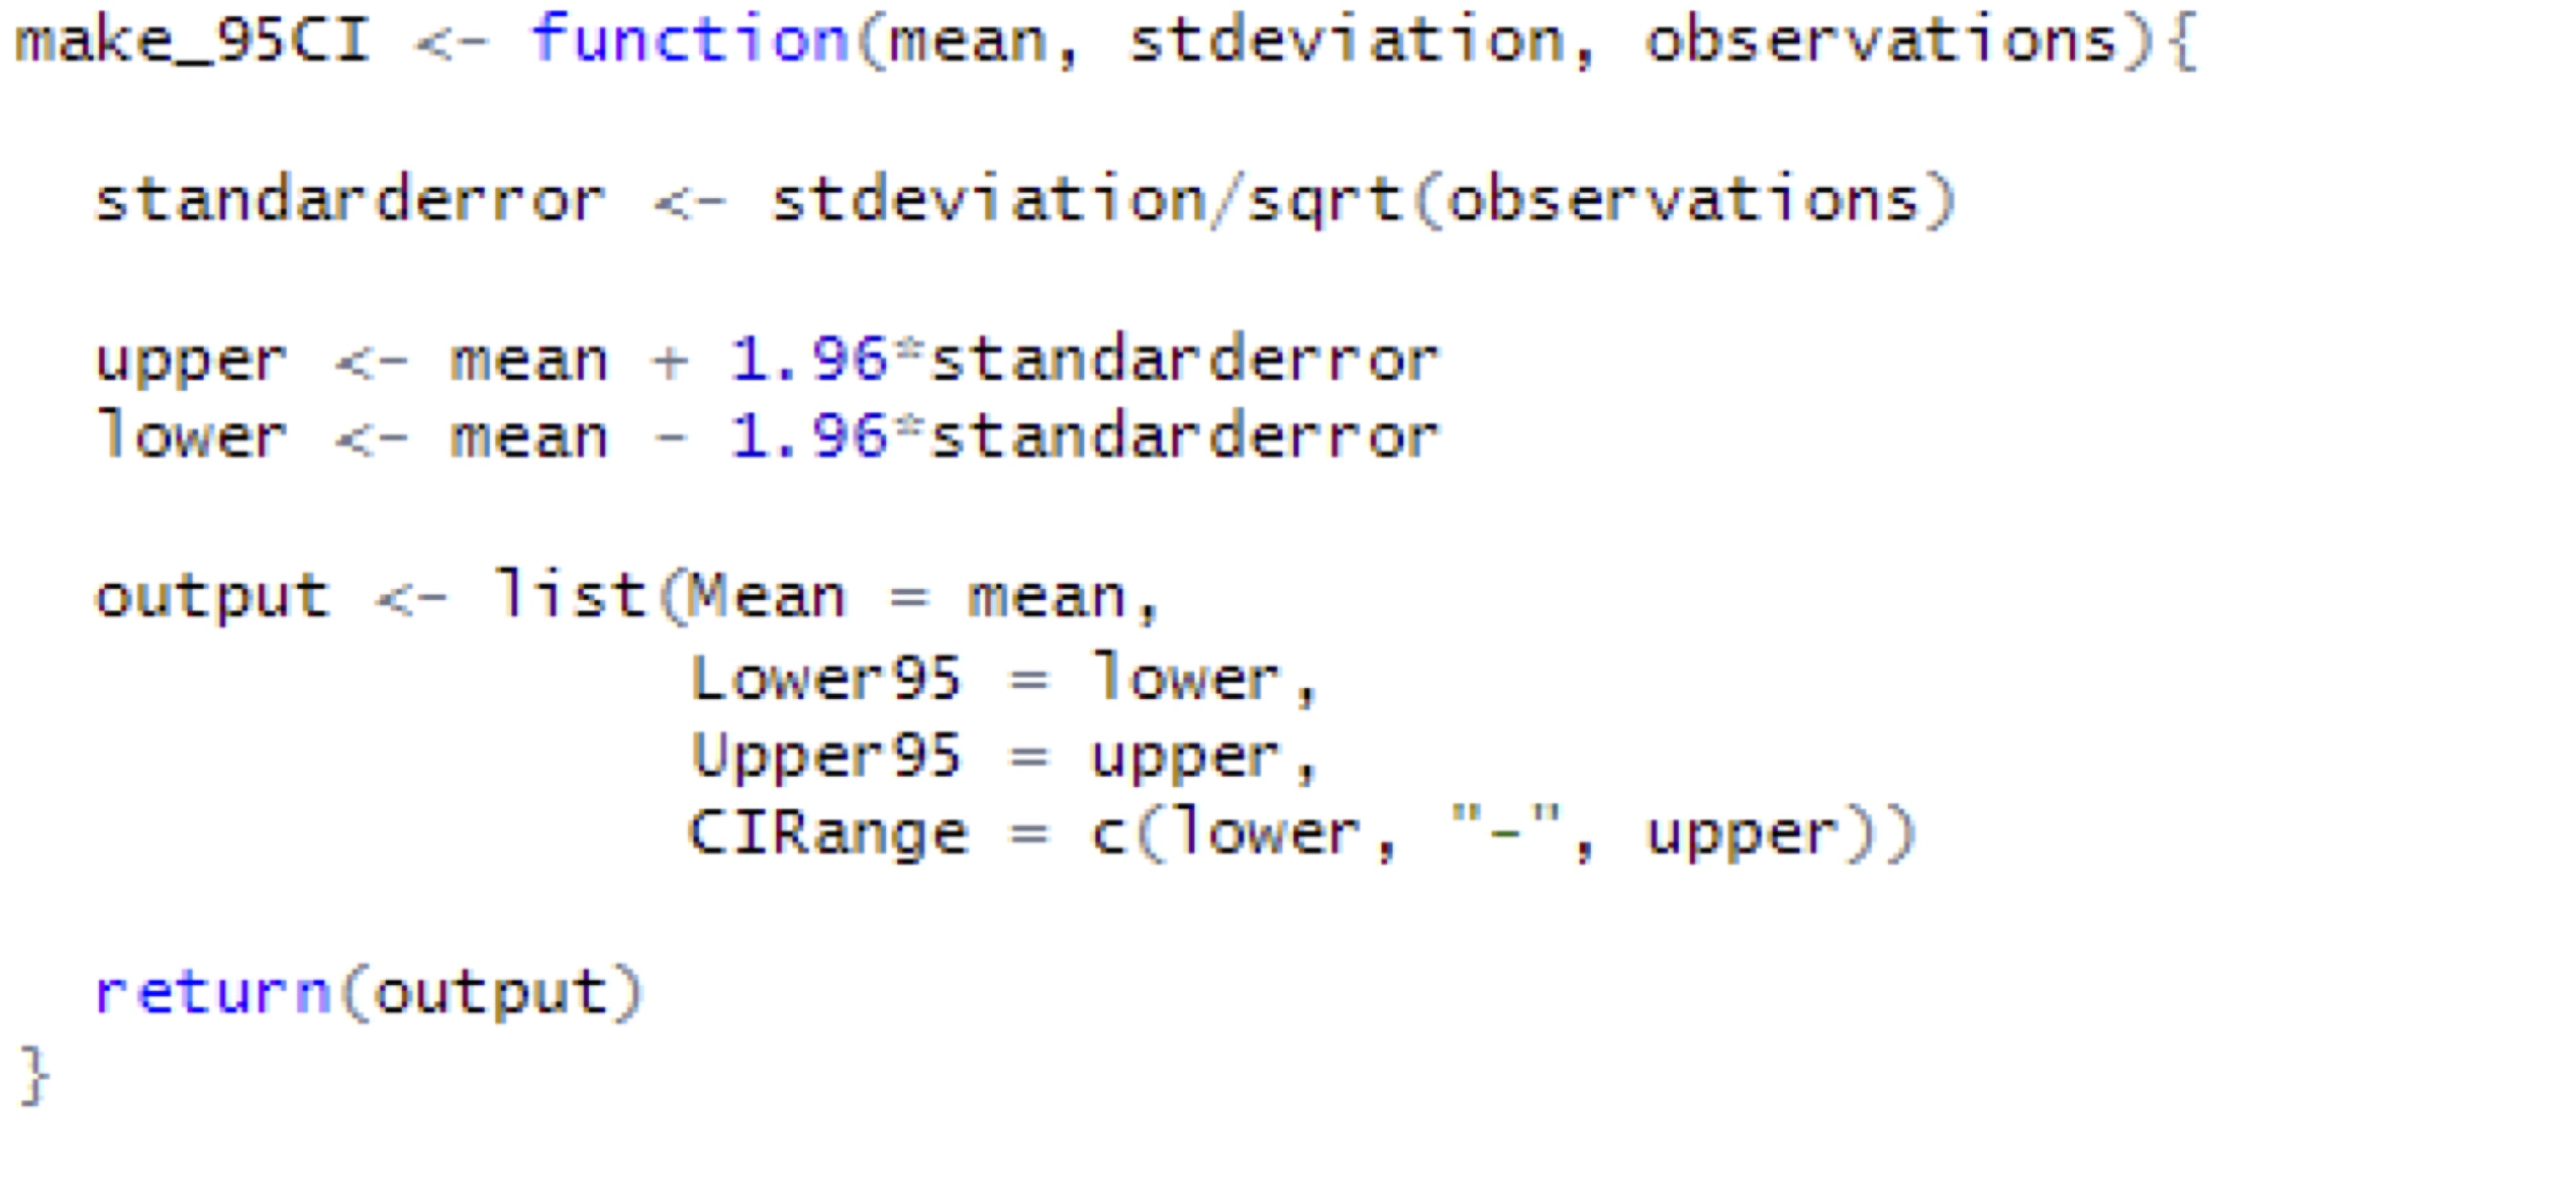 make_95CI <- function(mean, stdeviation, observations){
  standarderror <- stdeviation/sqrt(observations)
  upper <- mean + 1.96*standarderror
  lower <- mean - 1.96*standarderror
  output <- list(Mean = mean,
                 Lower95 = lower,
                 Upper95 = upper,
                 CIRange = c(lower, "-", upper))
  return(output)
}